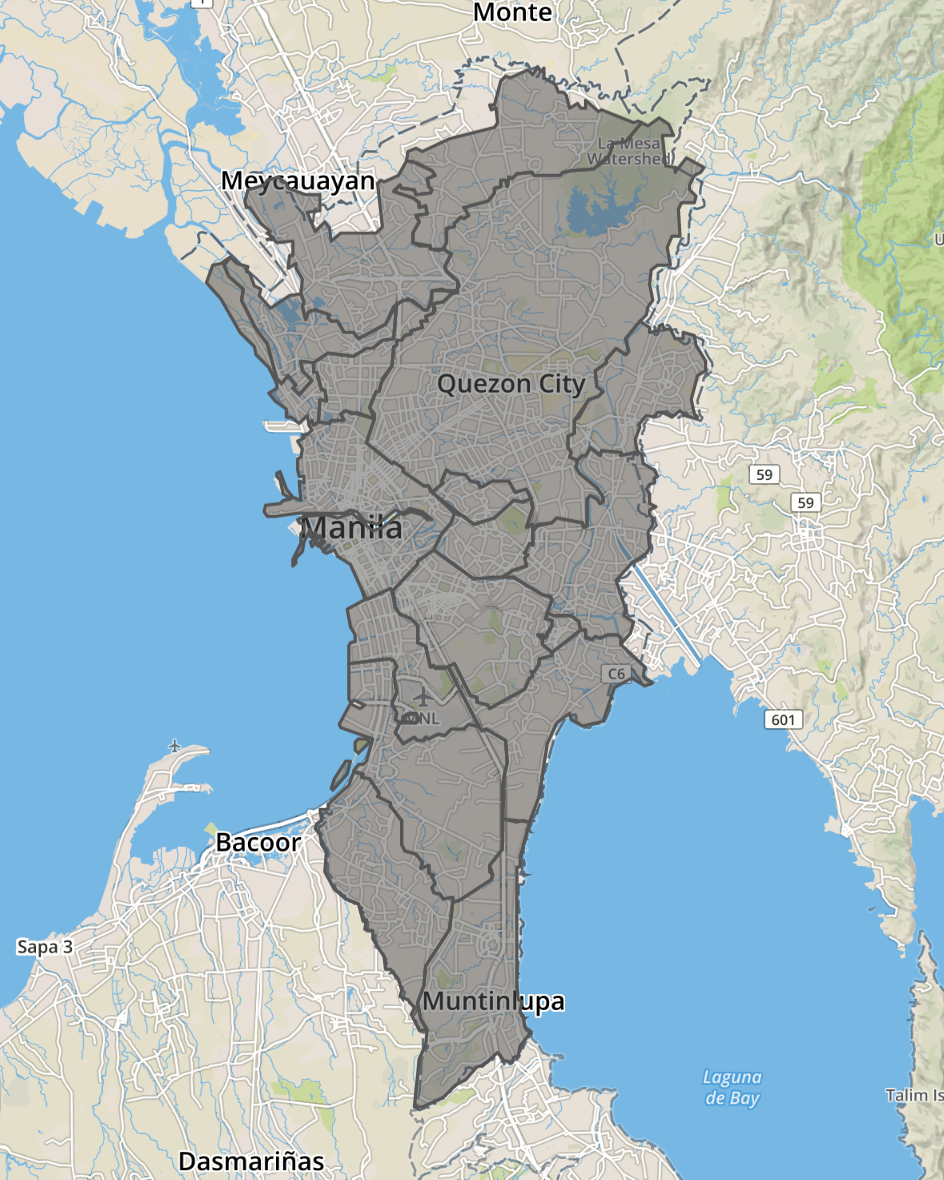 Monte
La Mesa
Watershed
Meycauayan
Quezon City
59
59
Manila
C6
MNL
601
Bacoor
Sapa 3
Muntinlupa
Laguna
de Bay
Talim Is
Dasmariñas